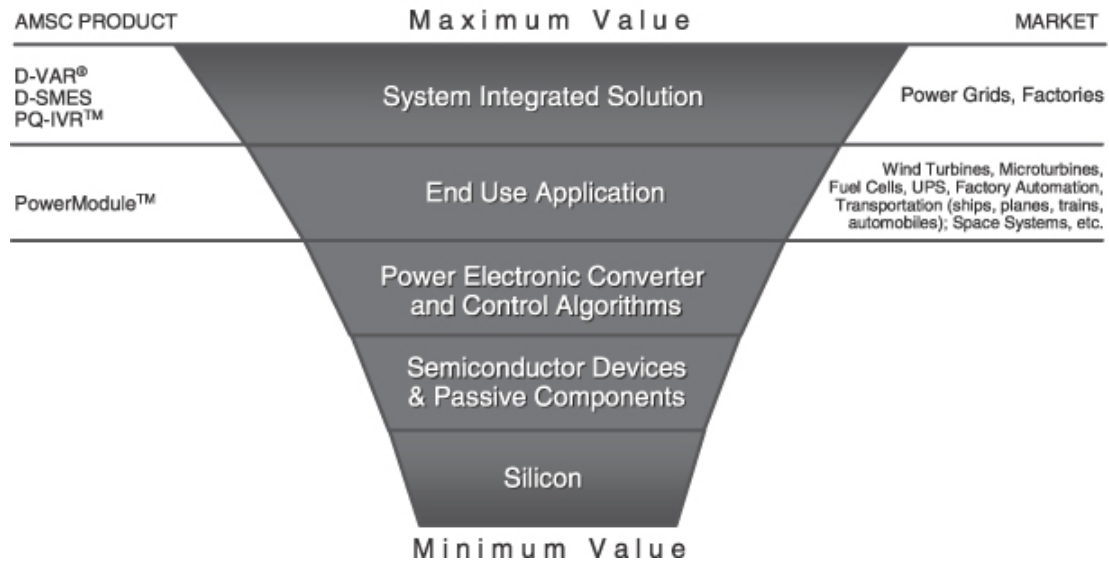 AMSC PRODUCT
Maximum Value
MARKET
D-VAR®
D-SMES
PQ-IVR™
System Integrated Solution
Power Grids, Factories
PowerModule™
End Use Application
Wind Turbines, Microturbines,
Fuel Cells, UPS, Factory Automation,
Transportation (ships, planes, trains,
automobiles); Space Systems, etc.
Power Electronic Converter
and Control Algorithms
Semiconductor Devices
& Passive Components
Silicon
Minimum Value